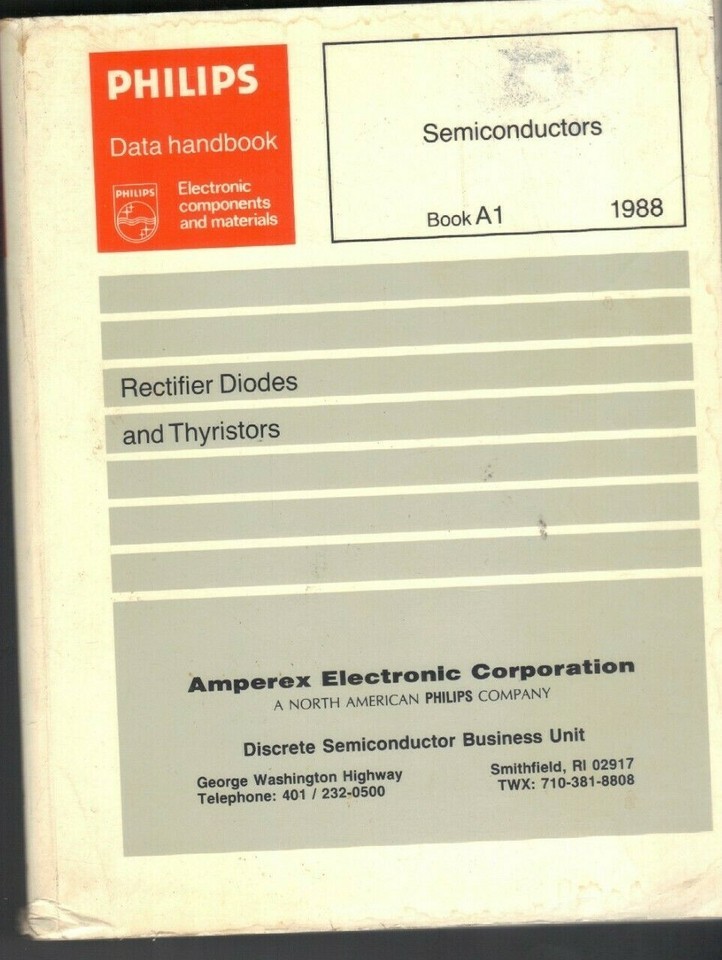 PHILIPS
Data handbook
PHILIPS
Electronic
components
and materials
Semiconductors
Book A1 1988
Rectifier Diodes
and Thyristors
Amperex Electronic Corporation
A NORTH AMERICAN PHILIPS COMPANY
Discrete Semiconductor Business Unit
George Washington Highway
Telephone: 401 / 232-0500
Smithfield, RI 02917
TWX: 710-381-8808